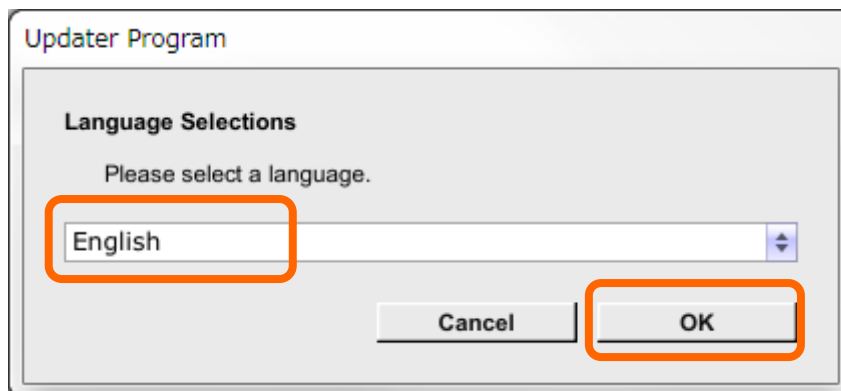 Updater Program
Language Selections
Please select a language.
English
Cancel OK